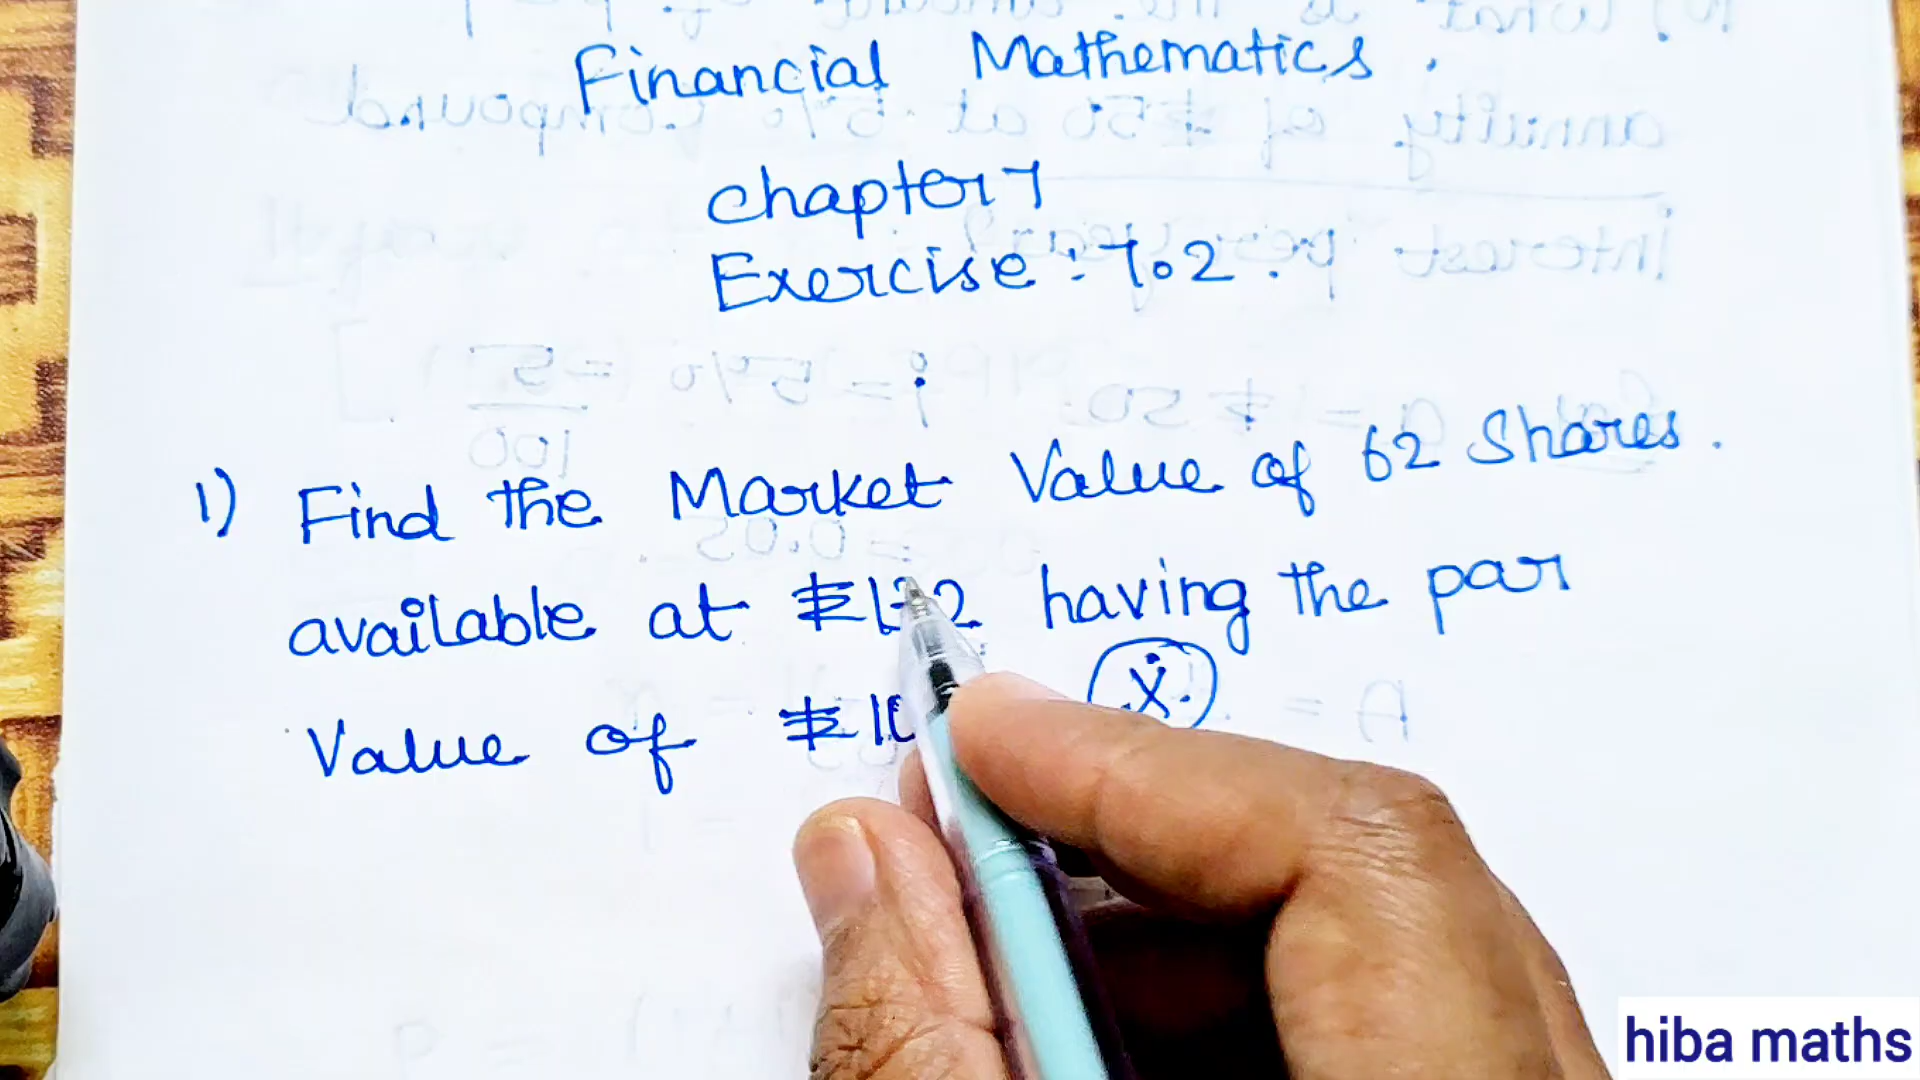 Financial Mathematics.
Chapter 7
Exercise : 7.2.
1) Find the Market Value of 62 Shares.
available at having the par
Value of
X
hiba maths